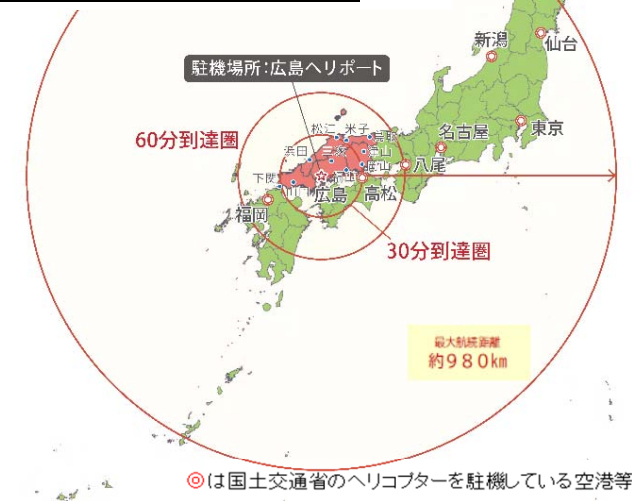 新潟
仙台
駐機場所:広島ヘリポート
60分到達圏
松江
米子
鳥取
名古屋
東京
浜田
三次
八尾
下関
広島
高松
福岡
30分到達圏
最大航続距離
約980km
◎は国土交通省のヘリコプターを駐機している空港等